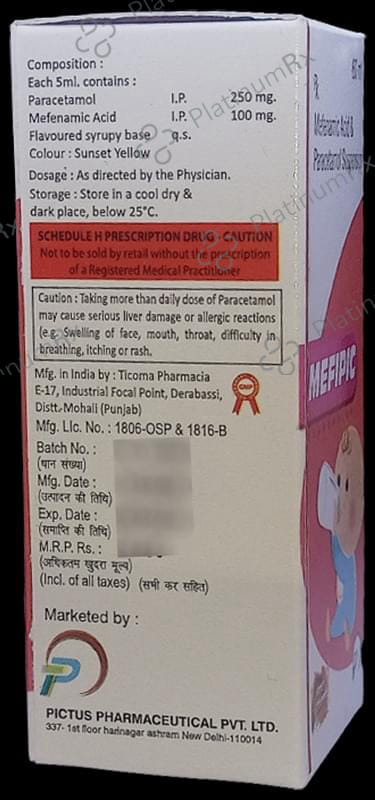 Composition :
Each 5ml. contains :
Paracetamol I.P. 250 mg.
Mefenamic Acid I.P. 100 mg.
Flavoured syrupy base q.s.
Colour : Sunset Yellow
Dosage : As directed by the Physician.
Storage : Store in a cool dry &
dark place, below 25°C.
SCHEDULE H PRESCRIPTION DRUG - CAUTION
Not to be sold by retail without the prescription
of a Registered Medical Practitioner
Caution : Taking more than daily dose of Paracetamol
may cause serious liver damage or allergic reactions
(e.g. Swelling of face, mouth, throat, difficulty in
breathing, itching or rash.
Mfg. in India by : Ticoma Pharmacia
E-17, Industrial Focal Point, Derabassi,
Distt. Mohali (Punjab)
GMP
Mfg. Lic. No. : 1806-OSP & 1816-B
Batch No. :
(घान संख्या)
Mfg. Date :
(उत्पादन की तिथि)
Exp. Date :
(समाप्ति की तिथि)
M.R.P. Rs. :
(अधिकतम खुदरा मूल्य)
(Incl. of all taxes) (सभी कर सहित)
Marketed by :
PICTUS PHARMACEUTICAL PVT. LTD.
337- 1st floor harinagar ashram New Delhi-110014
Rx
60 ml
Mefenamic Acid &
Paracetamol Suspension
MEFIPIC
PlatinumRx